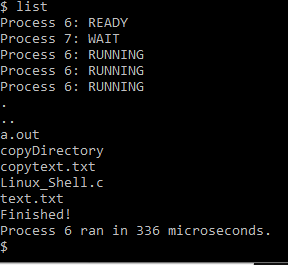 $ list
Process 6: READY
Process 7: WAIT
Process 6: RUNNING
Process 6: RUNNING
Process 6: RUNNING
.
..
a.out
copyDirectory
copytext.txt
Linux_Shell.c
text.txt
Finished!
Process 6 ran in 336 microseconds.
$